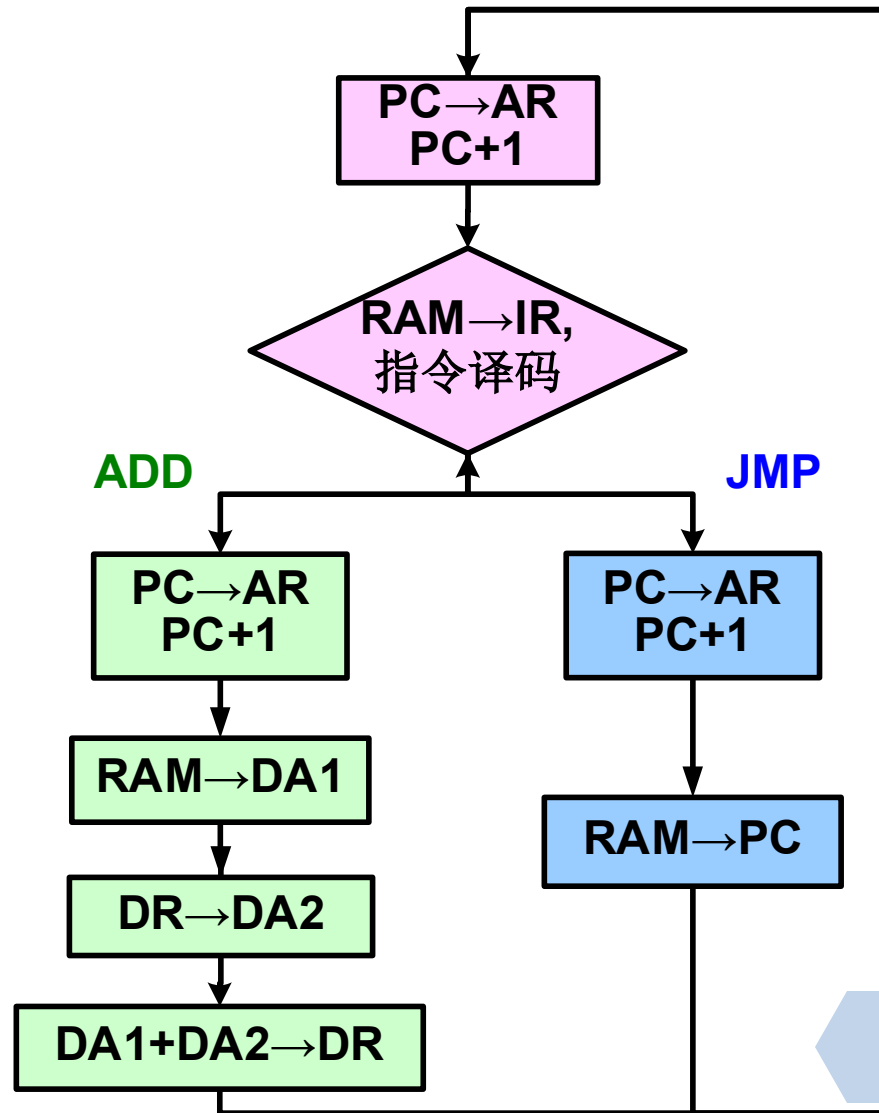 PC→AR
PC+1
RAM→IR,
指令译码
ADD
JMP
PC→AR
PC+1
PC→AR
PC+1
RAM→DA1
RAM→PC
DR→DA2
DA1+DA2→DR